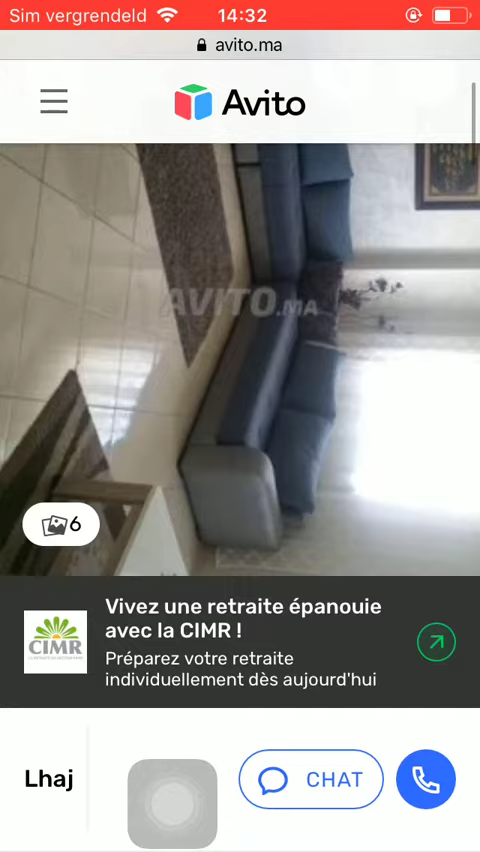 Sim vergrendeld 14:32
avito.ma
Avito
AVITO.MA
6
CIMR
Vivez une retraite épanouie
avec la CIMR !
Préparez votre retraite
individuellement dès aujourd'hui
Lhaj
CHAT